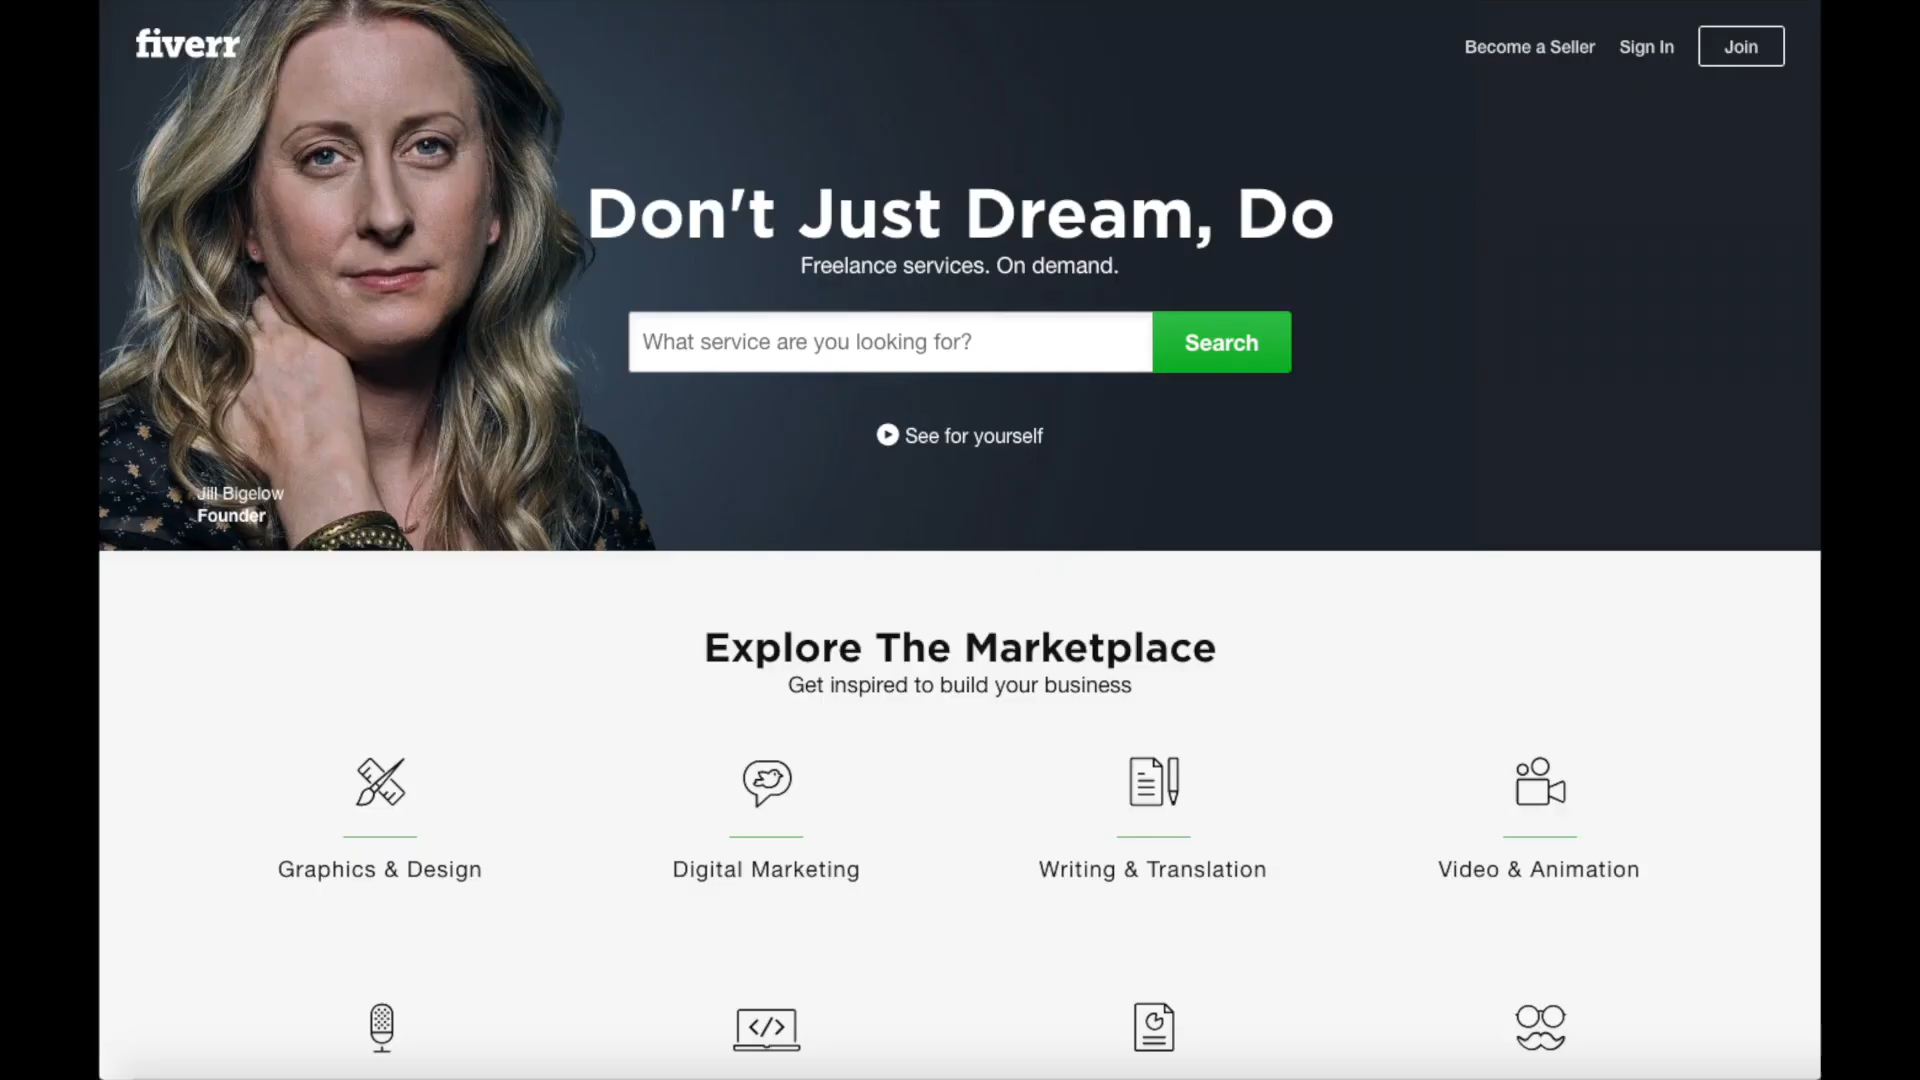 fiverr
Become a Seller
Sign In
Join
Don't Just Dream, Do
Freelance services. On demand.
What service are you looking for?
Search
See for yourself
Jill Bigelow
Founder
Explore The Marketplace
Get inspired to build your business
Graphics & Design
Digital Marketing
Writing & Translation
Video & Animation